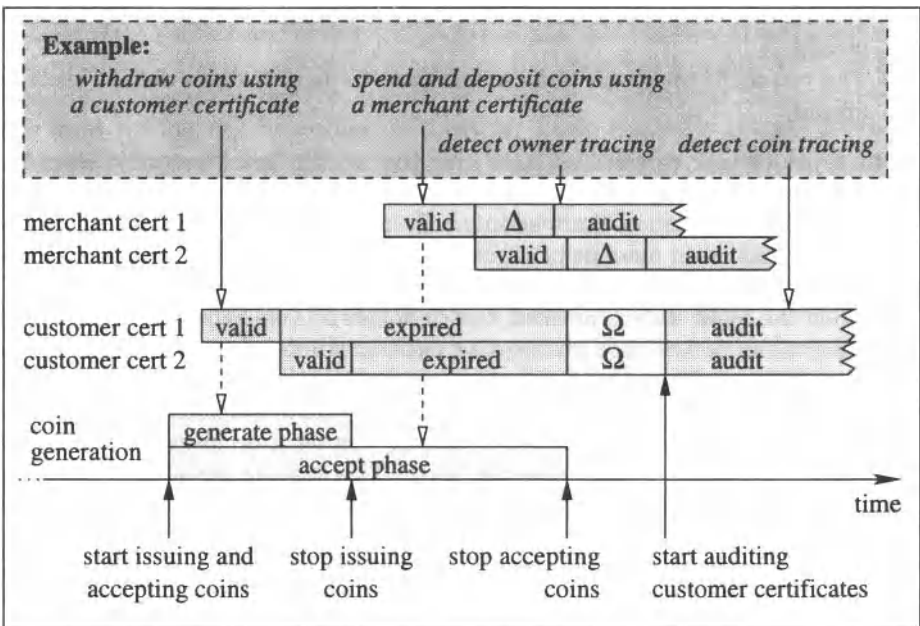 Example:
withdraw coins using
a customer certificate
spend and deposit coins using
a merchant certificate
detect owner tracing
detect coin tracing
merchant cert 1
valid Δ audit
merchant cert 2
valid Δ audit
customer cert 1
valid expired Ω audit
customer cert 2
valid expired Ω audit
coin
generation
generate phase
accept phase
time
start issuing and
accepting coins
stop issuing
coins
stop accepting
coins
start auditing
customer certificates